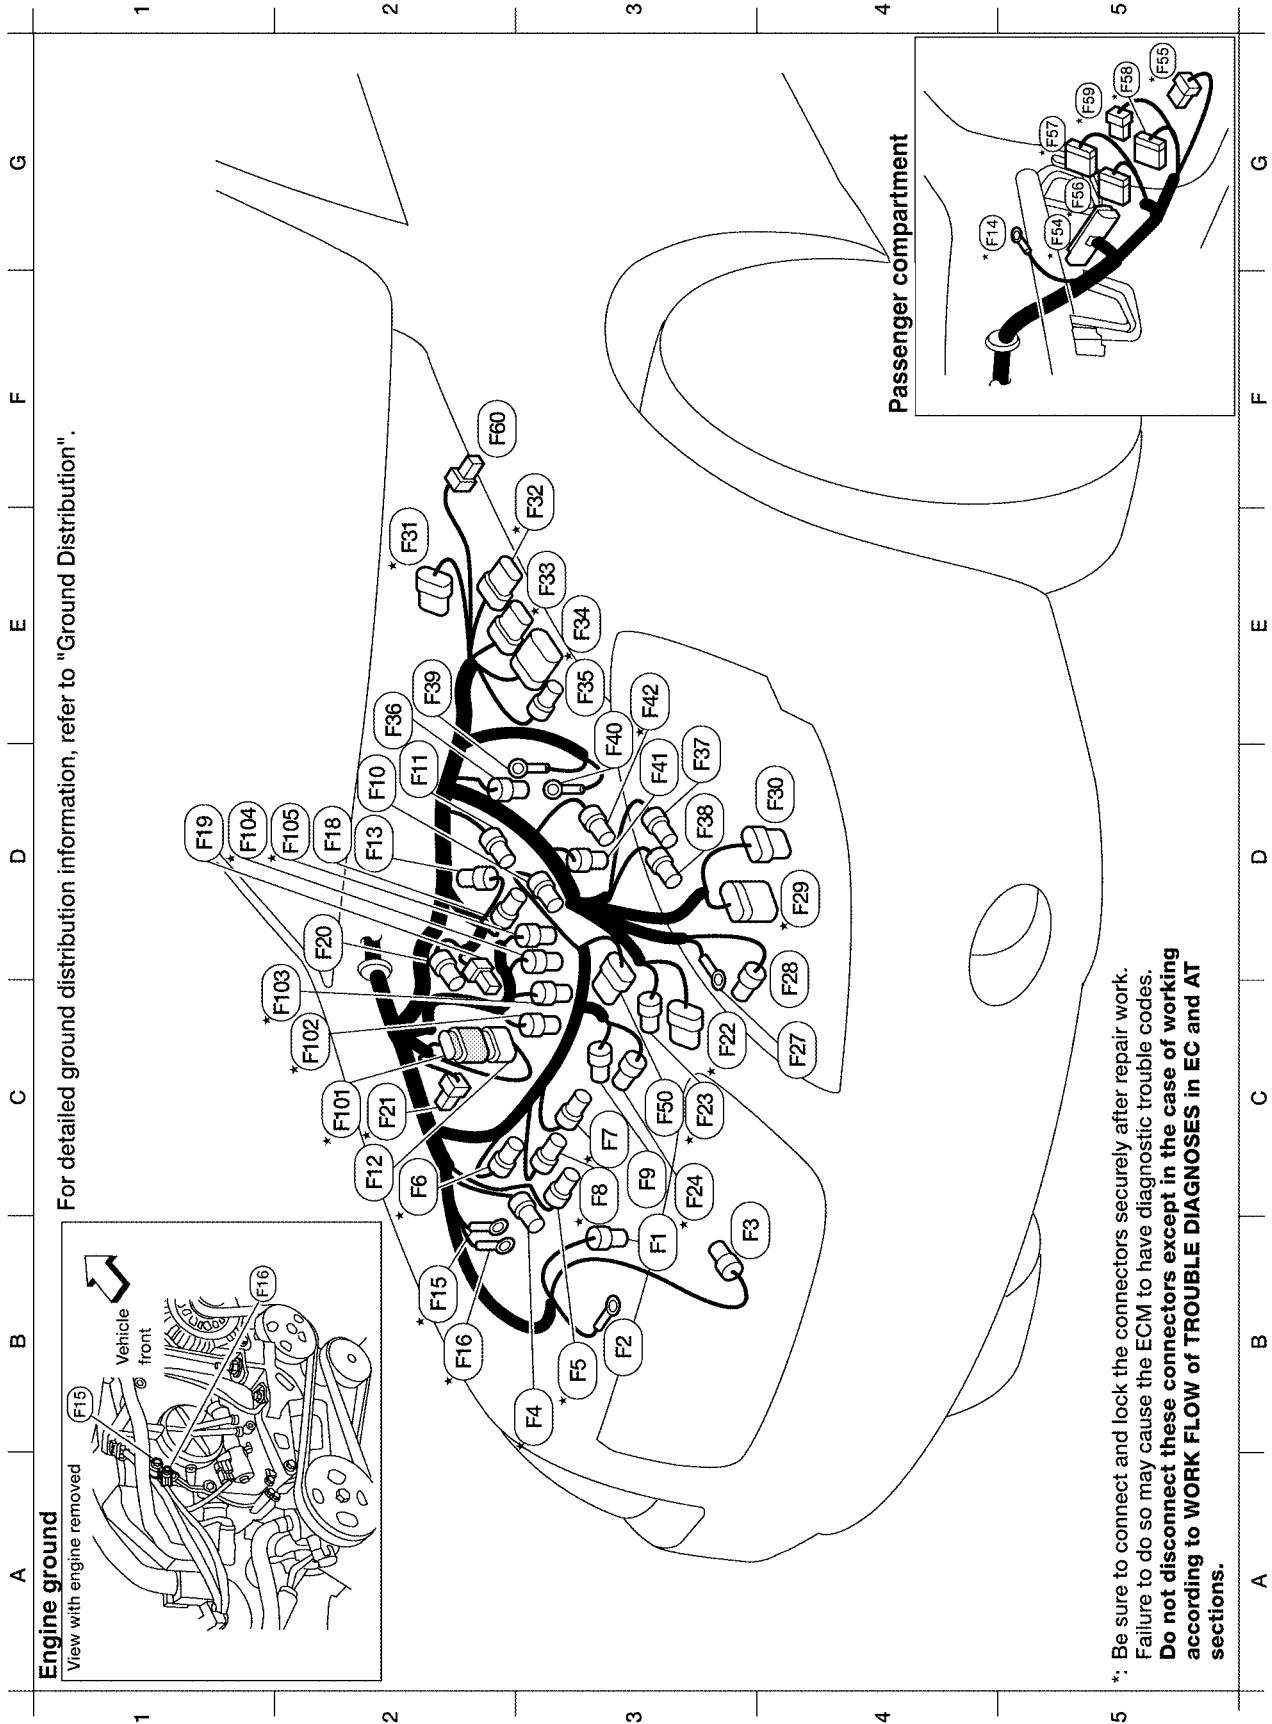 A B C D E F G
1 2 3 4 5
Engine ground
View with engine removed
F15
F16
Vehicle
front
For detailed ground distribution information, refer to "Ground Distribution".
F19
*F104
*F105
F18
F13
F10
F11
F36
F39
*F31
F60
F20
*F103
*F102
*F101
*F21
F12
*F6
*F15
*F16
*F4
*F5
F2
F1
F3
*F8
*F7
F9
*F24
F50
*F23
*F22
F27
F28
*F29
F30
F38
F37
F41
F40
*F42
F35
*F34
*F33
*F32
Passenger compartment
*F14
*F54
*F56
*F57
*F59
*F58
*F55
*: Be sure to connect and lock the connectors securely after repair work.
Failure to do so may cause the ECM to have diagnostic trouble codes.
Do not disconnect these connectors except in the case of working
according to WORK FLOW of TROUBLE DIAGNOSES in EC and AT
sections.
A B C D E F G
1 2 3 4 5